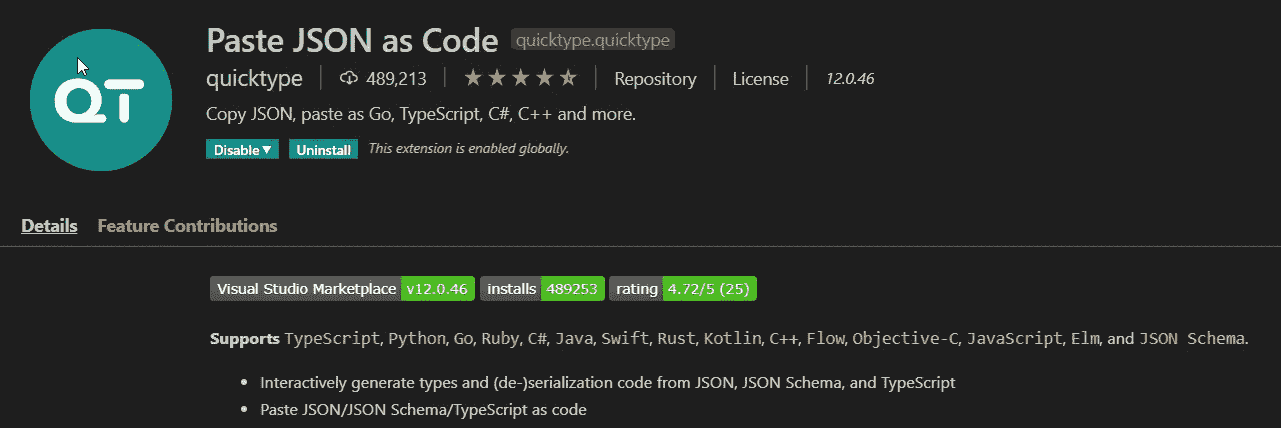 QT
Paste JSON as Code quicktype.quicktype
quicktype 489,213 Repository License 12.0.46
Copy JSON, paste as Go, TypeScript, C#, C++ and more.
Disable Uninstall This extension is enabled globally.
Details Feature Contributions
Visual Studio Marketplace v12.0.46 installs 489253 rating 4.72/5 (25)
Supports TypeScript, Python, Go, Ruby, C#, Java, Swift, Rust, Kotlin, C++, Flow, Objective-C, JavaScript, Elm, and JSON Schema.
• Interactively generate types and (de-)serialization code from JSON, JSON Schema, and TypeScript
• Paste JSON/JSON Schema/TypeScript as code